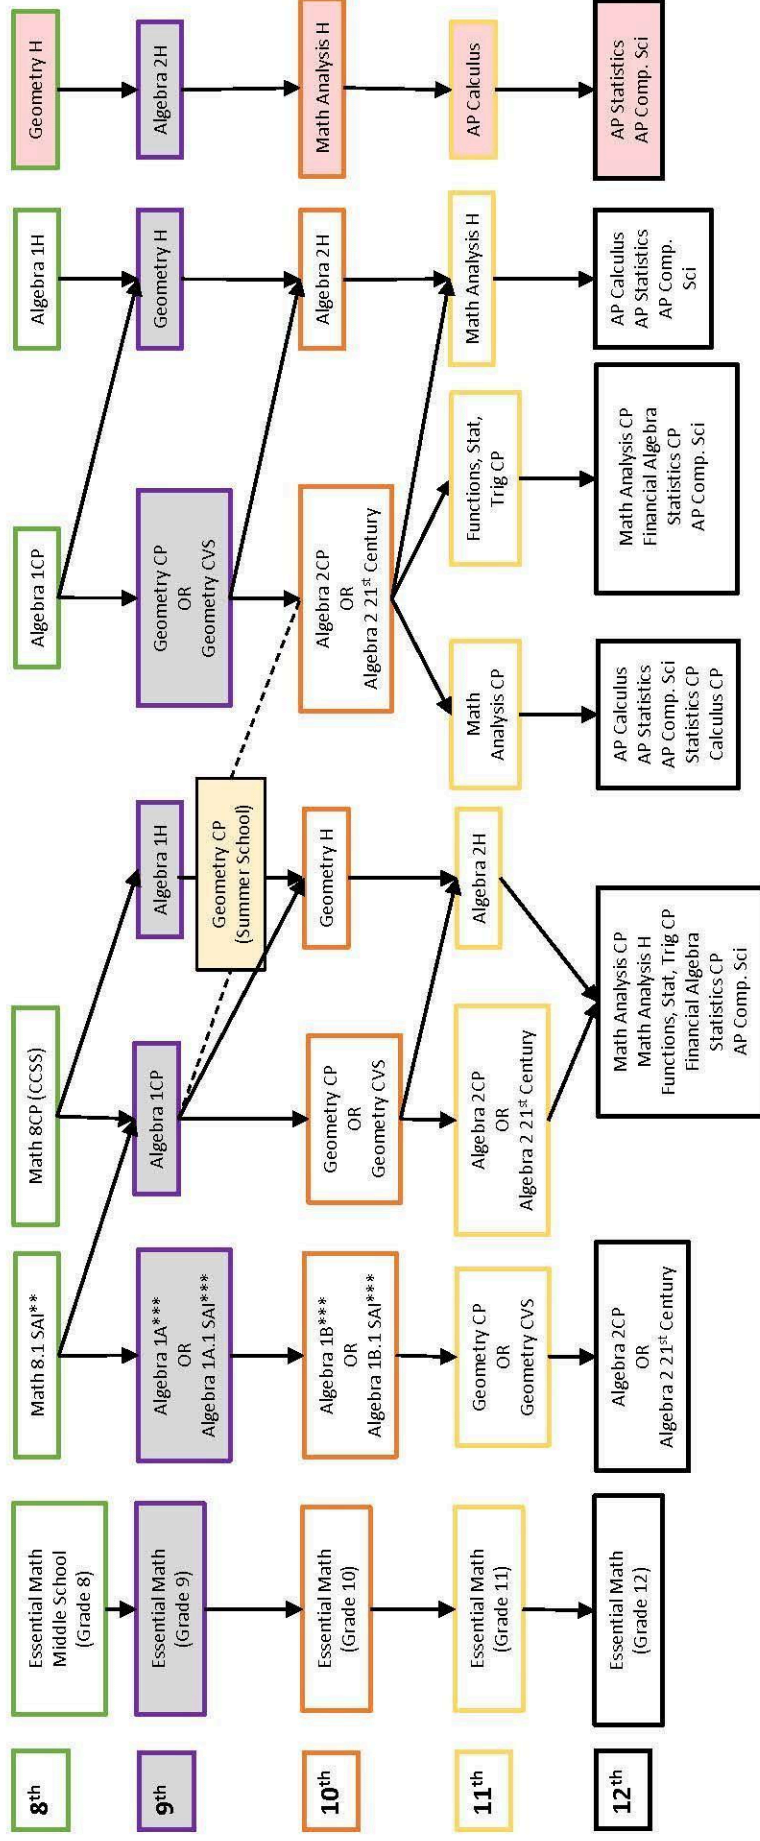 8th
Essential Math
Middle School
(Grade 8)
Math 8.1 SAI**
Math 8CP (CCSS)
Algebra 1CP
Algebra 1H
Geometry H
9th
Essential Math
(Grade 9)
Algebra 1A***
OR
Algebra 1A.1 SAI***
Algebra 1CP
Algebra 1H
Geometry CP
OR
Geometry CVS
Geometry H
Algebra 2H
Geometry CP
(Summer School)
10th
Essential Math
(Grade 10)
Algebra 1B***
OR
Algebra 1B.1 SAI***
Geometry CP
OR
Geometry CVS
Geometry H
Algebra 2CP
OR
Algebra 2 21st Century
Algebra 2H
Math Analysis H
11th
Essential Math
(Grade 11)
Geometry CP
OR
Geometry CVS
Algebra 2CP
OR
Algebra 2 21st Century
Algebra 2H
Math
Analysis CP
Functions, Stat,
Trig CP
Math Analysis H
AP Calculus
12th
Essential Math
(Grade 12)
Algebra 2CP
OR
Algebra 2 21st Century
Math Analysis CP
Math Analysis H
Functions, Stat, Trig CP
Financial Algebra
Statistics CP
AP Comp. Sci
AP Calculus
AP Statistics
AP Comp. Sci
Statistics CP
Calculus CP
Math Analysis CP
Financial Algebra
Statistics CP
AP Comp. Sci
AP Calculus
AP Statistics
AP Comp.
Sci
AP Statistics
AP Comp. Sci